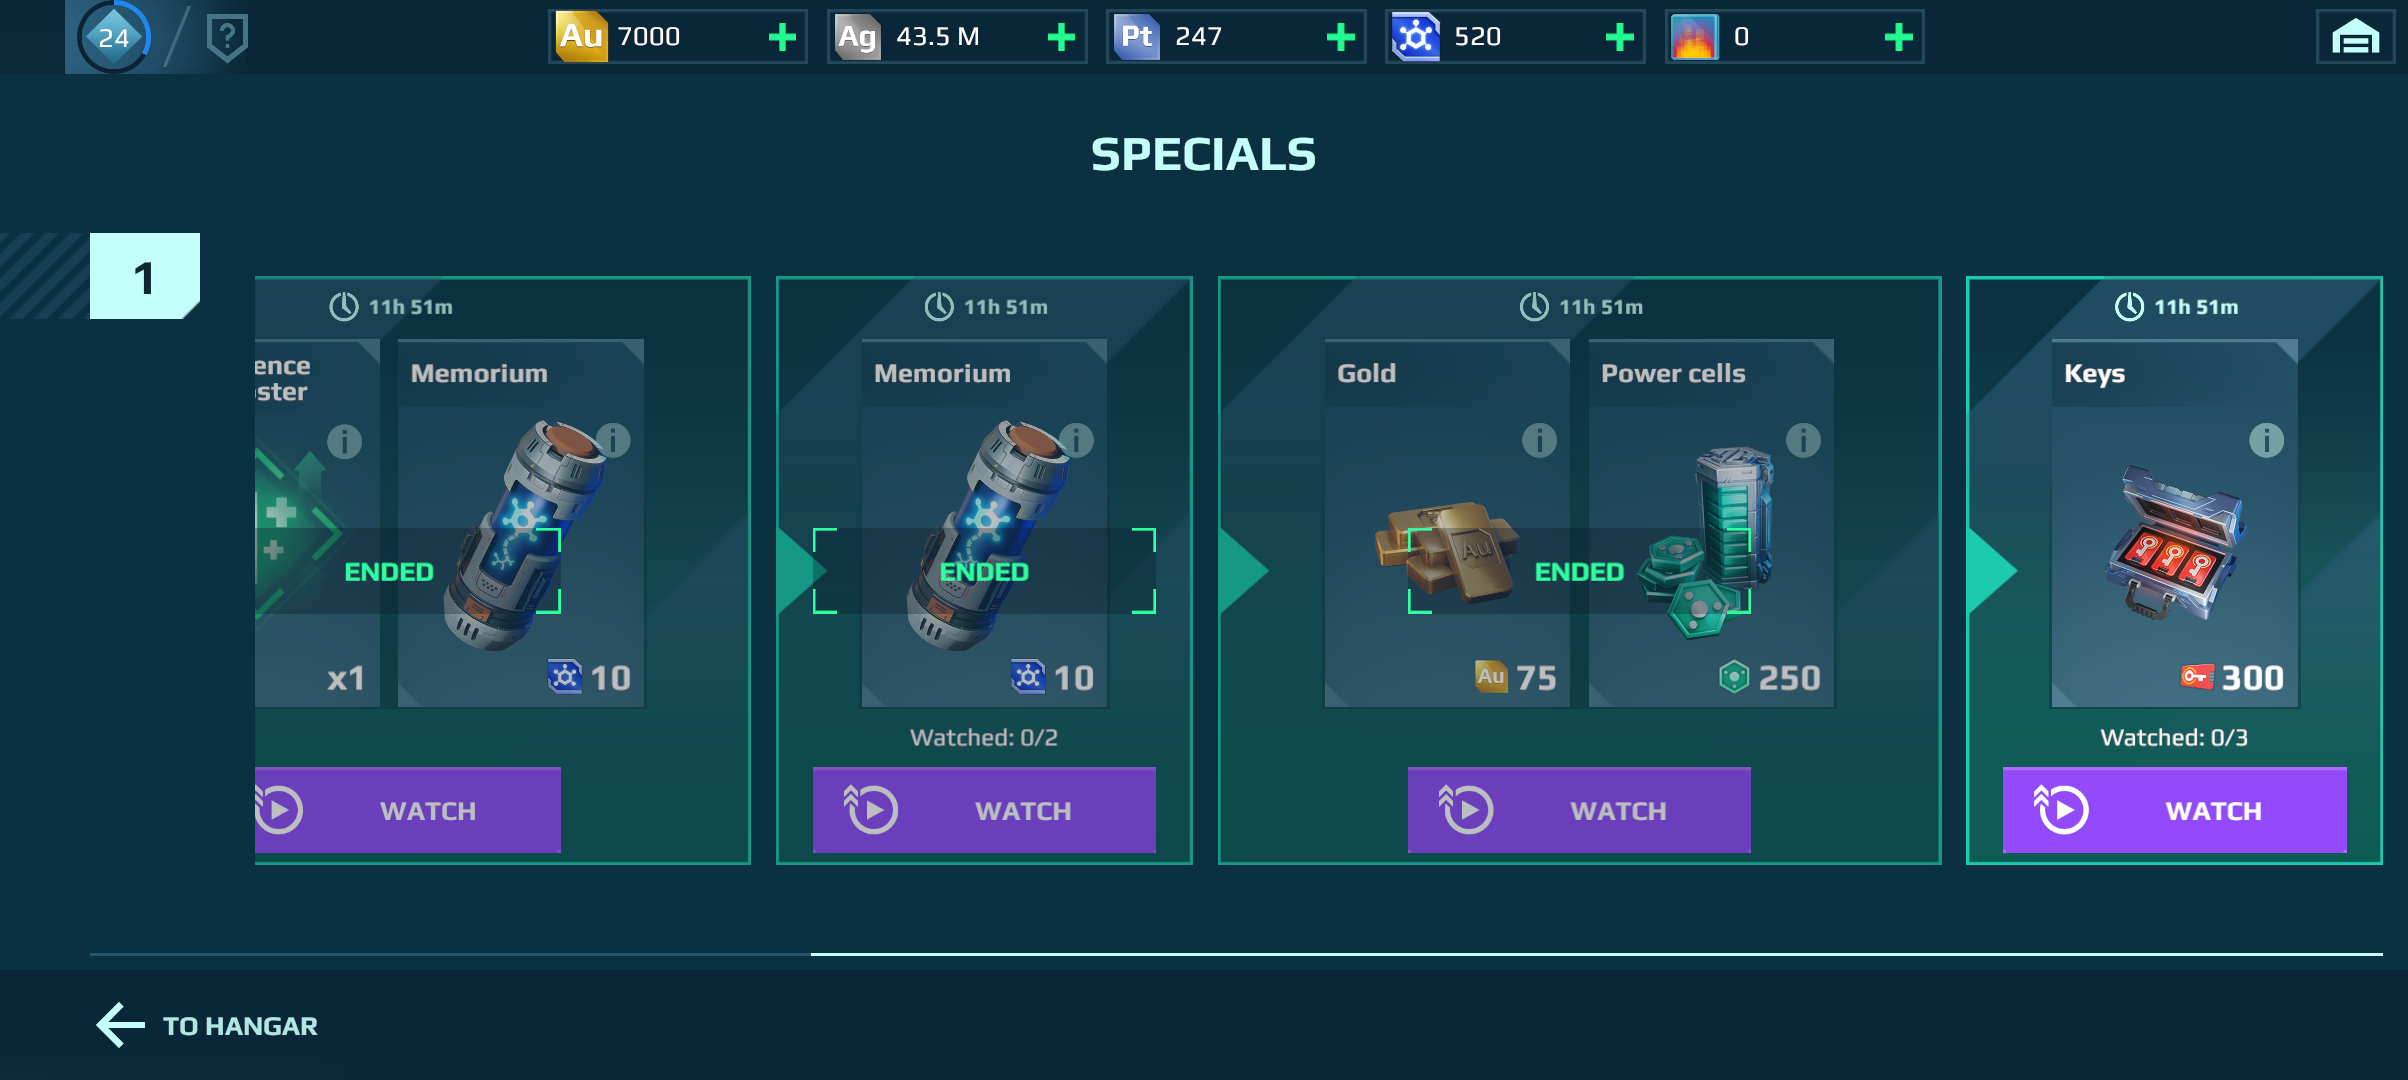 24
?
Au 7000
Ag 43.5 M
Pt 247
520
0
SPECIALS
1
11h 51m
ence
ster
Memorium
ENDED
x1
10
WATCH
11h 51m
Memorium
ENDED
10
Watched: 0/2
WATCH
11h 51m
Gold
Power cells
Au
ENDED
Au 75
250
WATCH
11h 51m
Keys
300
Watched: 0/3
WATCH
TO HANGAR